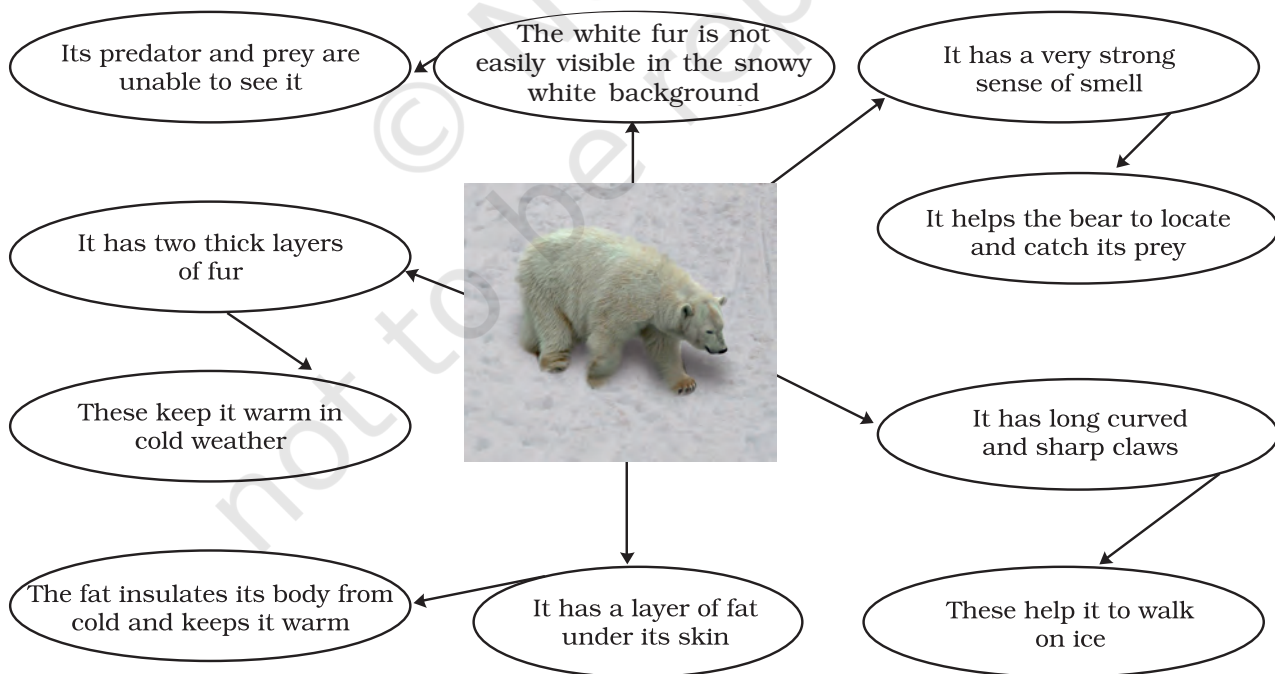 Its predator and prey are
unable to see it
The white fur is not
easily visible in the snowy
white background
It has a very strong
sense of smell
It helps the bear to locate
and catch its prey
It has two thick layers
of fur
These keep it warm in
cold weather
It has long curved
and sharp claws
The fat insulates its body from
cold and keeps it warm
It has a layer of fat
under its skin
These help it to walk
on ice
© N
not to be rep